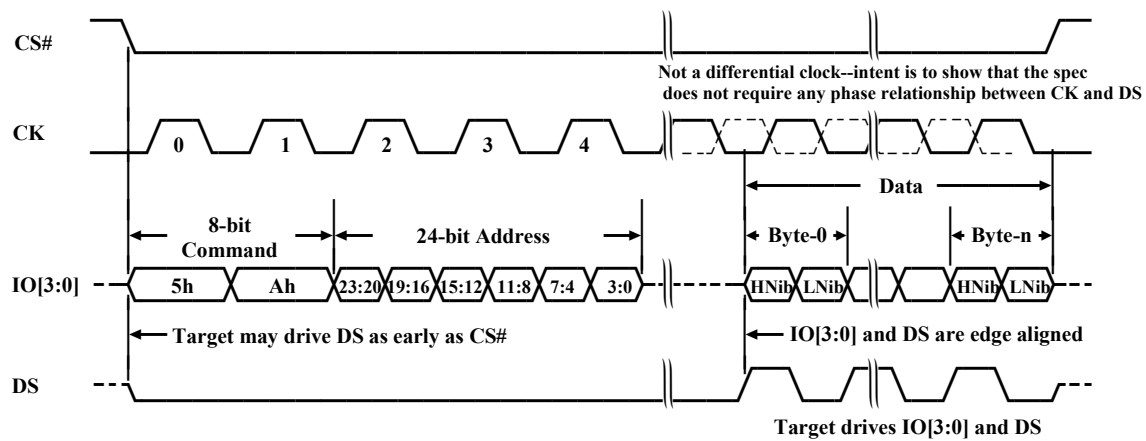 CS#
Not a differential clock--intent is to show that the spec
does not require any phase relationship between CK and DS
CK
0
1
2
3
4
Data
8-bit
Command
24-bit Address
Byte-0
Byte-n
IO[3:0]
5h
Ah
23:20
19:16
15:12
11:8
7:4
3:0
HNib
LNib
HNib
LNib
Target may drive DS as early as CS#
IO[3:0] and DS are edge aligned
DS
Target drives IO[3:0] and DS